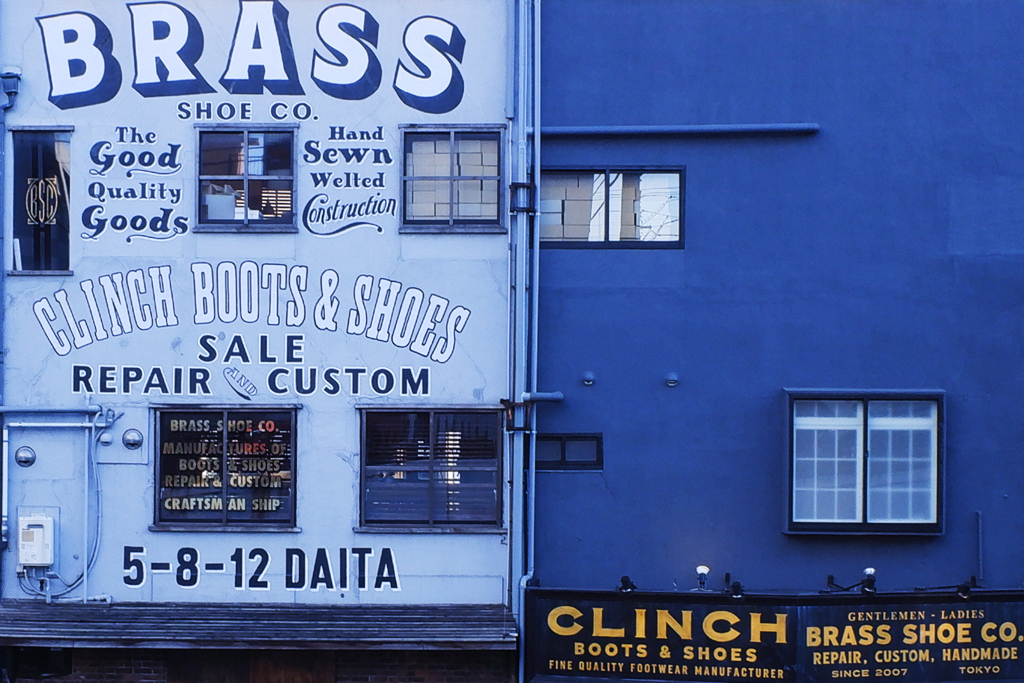 BRASS
SHOE CO.
The
Good
Quality
Goods
Hand
Sewn
Welted
Construction
BSC
CLINCH BOOTS & SHOES
SALE
REPAIR AND CUSTOM
BRASS SHOE CO.
MANUFACTURES OF
BOOTS & SHOES
REPAIR & CUSTOM
CRAFTSMAN SHIP
5-8-12 DAITA
CLINCH
BOOTS & SHOES
FINE QUALITY FOOTWEAR MANUFACTURER
GENTLEMEN - LADIES
BRASS SHOE CO.
REPAIR, CUSTOM, HANDMADE
SINCE 2007 TOKYO